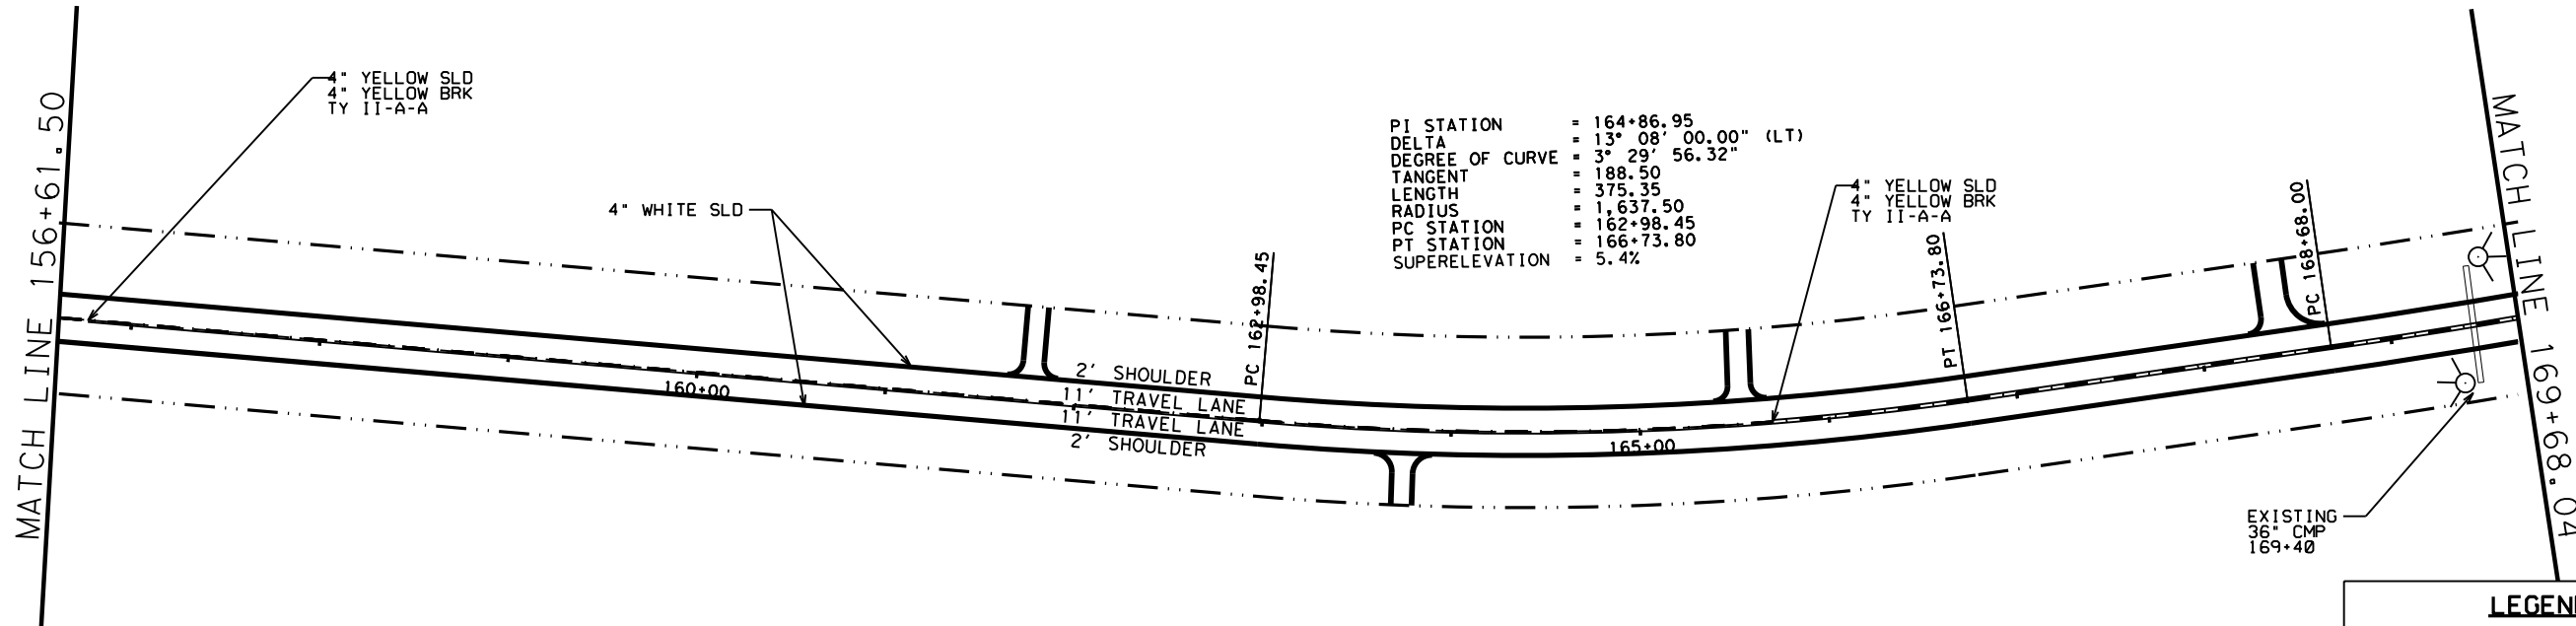 MATCH LINE 156+61.50
4" YELLOW SLD
4" YELLOW BRK
TY II-A-A
4" WHITE SLD
160+00
2' SHOULDER
11' TRAVEL LANE
11' TRAVEL LANE
2' SHOULDER
PC 162+98.45
PI STATION = 164+86.95
DELTA = 13° 08' 00.00" (LT)
DEGREE OF CURVE = 3° 29' 56.32"
TANGENT = 188.50
LENGTH = 375.35
RADIUS = 1,637.50
PC STATION = 162+98.45
PT STATION = 166+73.80
SUPERELEVATION = 5.4%
165+00
4" YELLOW SLD
4" YELLOW BRK
TY II-A-A
PT 166+73.80
PC 168+68.00
MATCH LINE 169+68.04
EXISTING
36" CMP
169+40